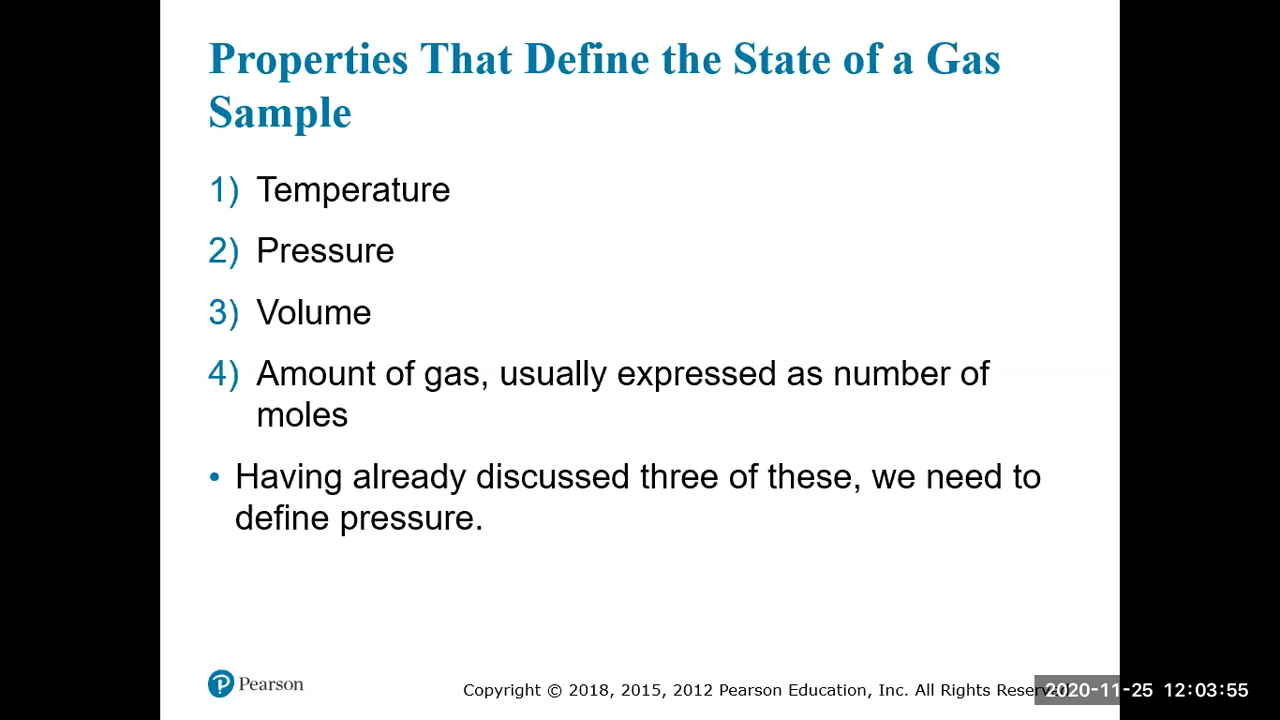 Properties That Define the State of a Gas
Sample
1) Temperature
2) Pressure
3) Volume
4) Amount of gas, usually expressed as number of
moles
• Having already discussed three of these, we need to
define pressure.
Pearson
Copyright © 2018, 2015, 2012 Pearson Education, Inc. All Rights Reserved
2020-11-25 12:03:55